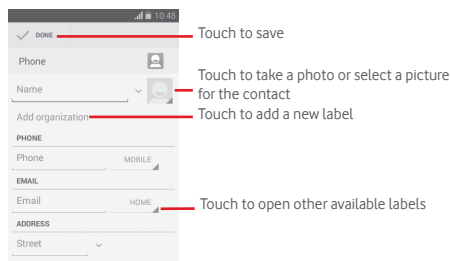 10:48
DONE
Touch to save
Phone
Touch to take a photo or select a picture
for the contact
Name
Add organization
Touch to add a new label
PHONE
Phone MOBILE
EMAIL
Email HOME
Touch to open other available labels
ADDRESS
Street